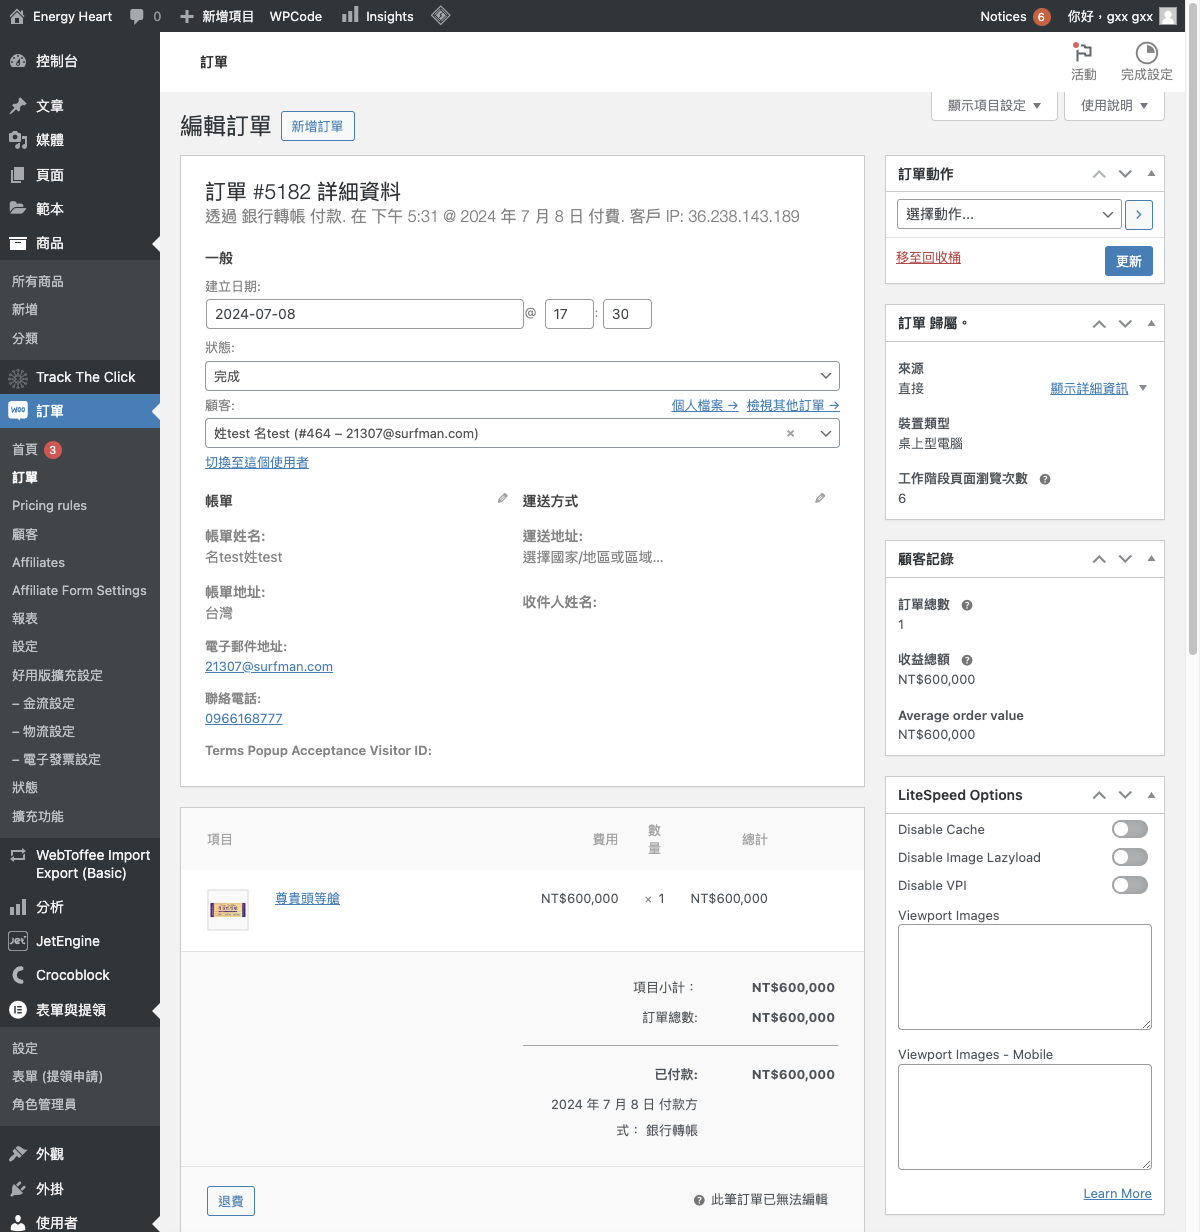 Energy Heart
0
新增項目
WPCode
Insights
Notices 6
你好，gxx gxx
控制台
文章
媒體
頁面
範本
商品
所有商品
新增
分類
Track The Click
訂單
首頁 3
訂單
Pricing rules
顧客
Affiliates
Affiliate Form Settings
報表
設定
好用版擴充設定
– 金流設定
– 物流設定
– 電子發票設定
狀態
擴充功能
WebToffee Import
Export (Basic)
分析
JetEngine
Crocoblock
表單與提領
設定
表單 (提領申請)
角色管理員
外觀
外掛
使用者
訂單
活動
完成設定
顯示項目設定 ▼
使用說明 ▼
編輯訂單
新增訂單
訂單 #5182 詳細資料
透過 銀行轉帳 付款. 在 下午 5:31 @ 2024 年 7 月 8 日 付費. 客戶 IP: 36.238.143.189
一般
建立日期:
2024-07-08 @ 17 : 30
狀態:
完成
顧客:
個人檔案 →
檢視其他訂單 →
姓test 名test (#464 – 21307@surfman.com) ×
切換至這個使用者
帳單
帳單姓名:
名test姓test
帳單地址:
台灣
電子郵件地址:
21307@surfman.com
聯絡電話:
0966168777
Terms Popup Acceptance Visitor ID:
運送方式
運送地址:
選擇國家/地區或區域...
收件人姓名:
項目
費用
數
量
總計
尊貴頭等艙
NT$600,000
× 1
NT$600,000
項目小計：
NT$600,000
訂單總數:
NT$600,000
已付款:
NT$600,000
2024 年 7 月 8 日 付款方
式： 銀行轉帳
退費
此筆訂單已無法編輯
訂單動作
選擇動作...
移至回收桶
更新
訂單 歸屬。
來源
直接
顯示詳細資訊 ▼
裝置類型
桌上型電腦
工作階段頁面瀏覽次數
6
顧客記錄
訂單總數
1
收益總額
NT$600,000
Average order value
NT$600,000
LiteSpeed Options
Disable Cache
Disable Image Lazyload
Disable VPI
Viewport Images
Viewport Images - Mobile
Learn More